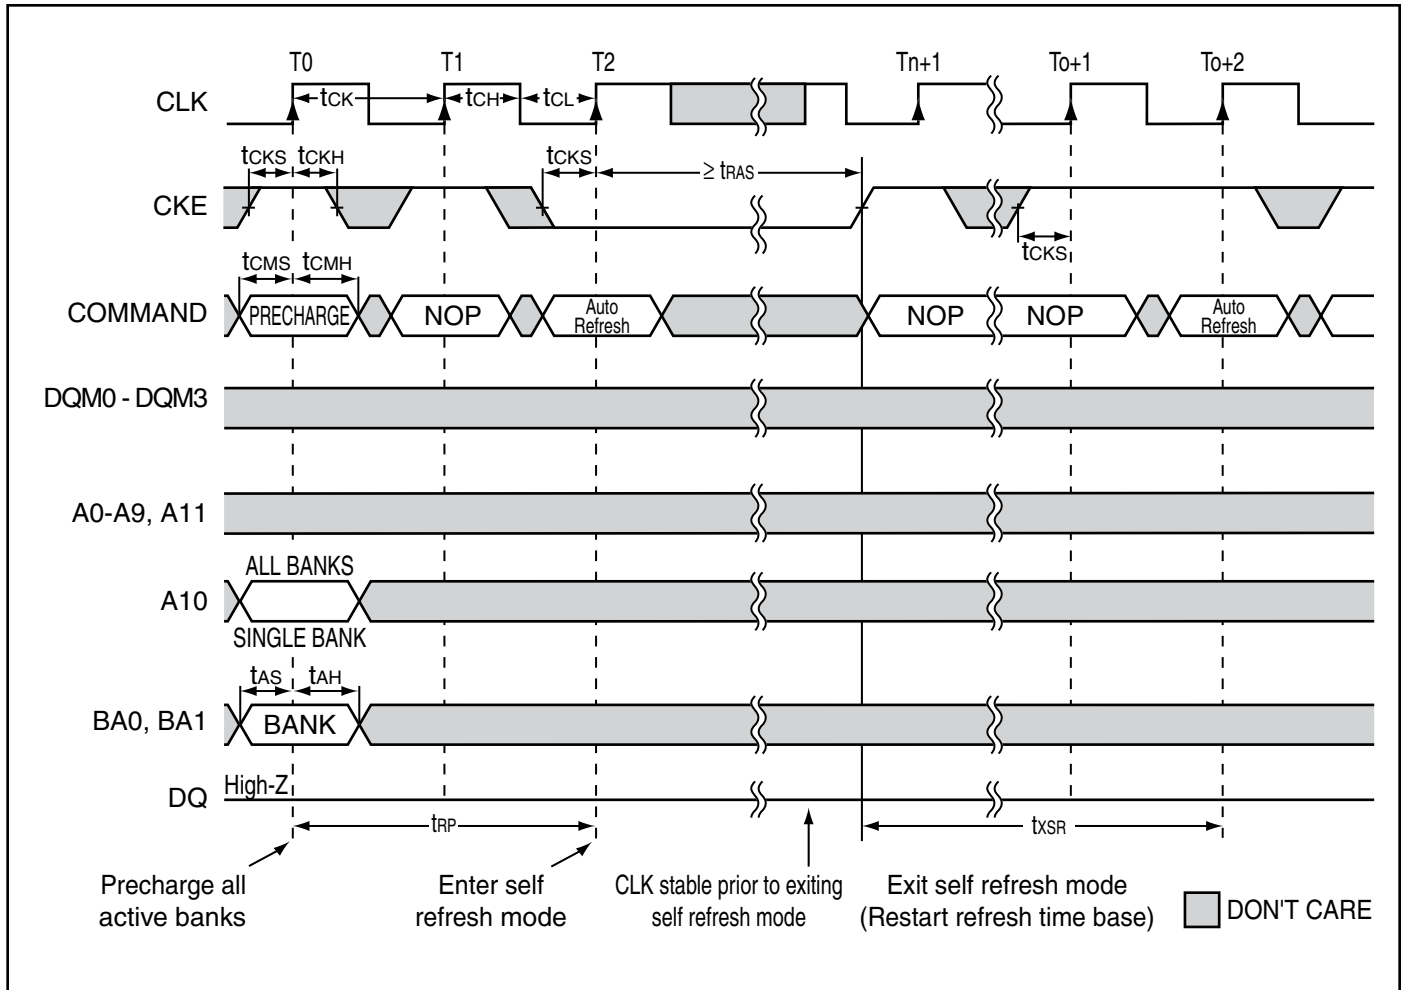 T0 T1 T2 Tn+1 To+1 To+2
CLK tCK tCH tCL
tCKS tCKH tCKS ≥ tRAS
CKE
tCKS
tCMS tCMH
COMMAND PRECHARGE NOP Auto Refresh NOP NOP Auto Refresh
DQM0 - DQM3
A0-A9, A11
ALL BANKS
A10
SINGLE BANK
tAS tAH
BA0, BA1 BANK
DQ High-Z
tRP tXSR
Precharge all
active banks
Enter self
refresh mode
CLK stable prior to exiting
self refresh mode
Exit self refresh mode
(Restart refresh time base)
DON'T CARE